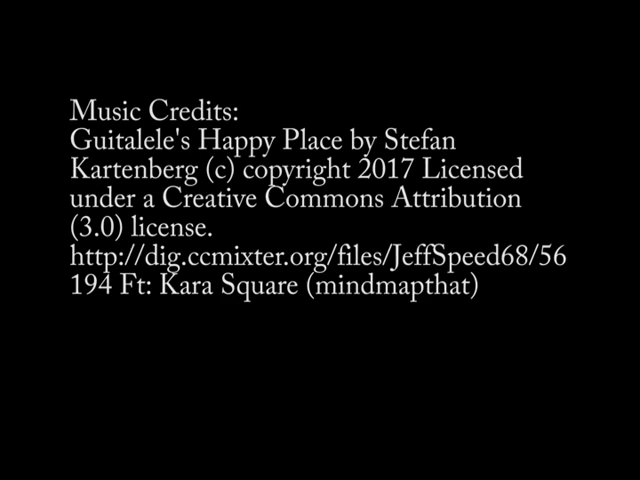 Music Credits:
Guitalele's Happy Place by Stefan
Kartenberg (c) copyright 2017 Licensed
under a Creative Commons Attribution
(3.0) license.
http://dig.ccmixter.org/files/JeffSpeed68/56
194 Ft: Kara Square (mindmapthat)